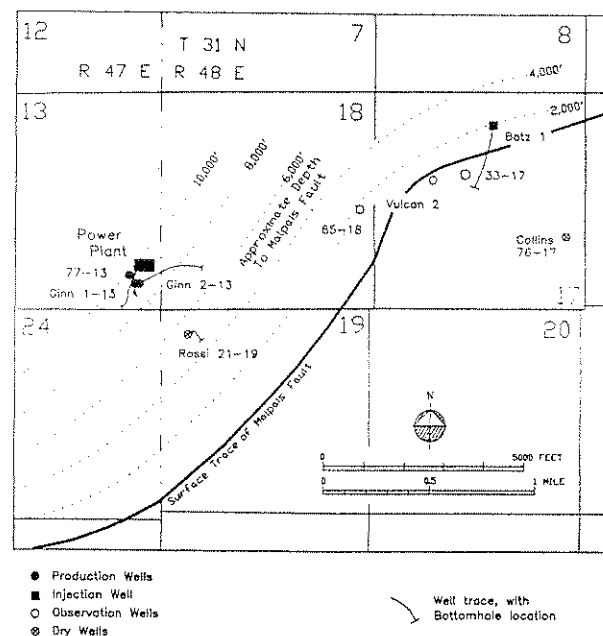 12
T 31 N
7
8
R 47 E
R 48 E
4,000'
13
18
2,000'
Batz 1
10,000'
8,000'
6,000'
Approximate Depth
To Malpais Fault
33-17
Vulcan 2
65-18
Collins
76-17
Power
Plant
77-13
Ginn 1-13
Ginn 2-13
17
24
19
20
Rossi 21-19
Surface Trace of Malpais Fault
N
0
5000 FEET
0
0.5
1 MILE
Production Wells
Injection Well
Observation Wells
Dry Wells
Well trace, with
Bottomhole location